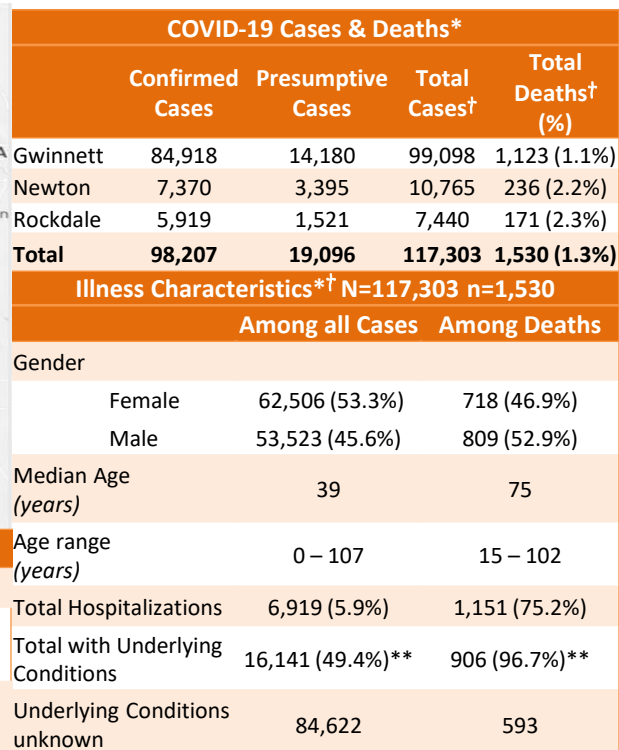 COVID-19 Cases & Deaths*
Confirmed Cases Presumptive Cases Total Cases† Total Deaths† (%)
Gwinnett 84,918 14,180 99,098 1,123 (1.1%)
Newton 7,370 3,395 10,765 236 (2.2%)
Rockdale 5,919 1,521 7,440 171 (2.3%)
Total 98,207 19,096 117,303 1,530 (1.3%)
Illness Characteristics*† N=117,303 n=1,530
Among all Cases Among Deaths
Gender
Female 62,506 (53.3%) 718 (46.9%)
Male 53,523 (45.6%) 809 (52.9%)
Median Age (years) 39 75
Age range (years) 0 – 107 15 – 102
Total Hospitalizations 6,919 (5.9%) 1,151 (75.2%)
Total with Underlying Conditions 16,141 (49.4%)** 906 (96.7%)**
Underlying Conditions unknown 84,622 593